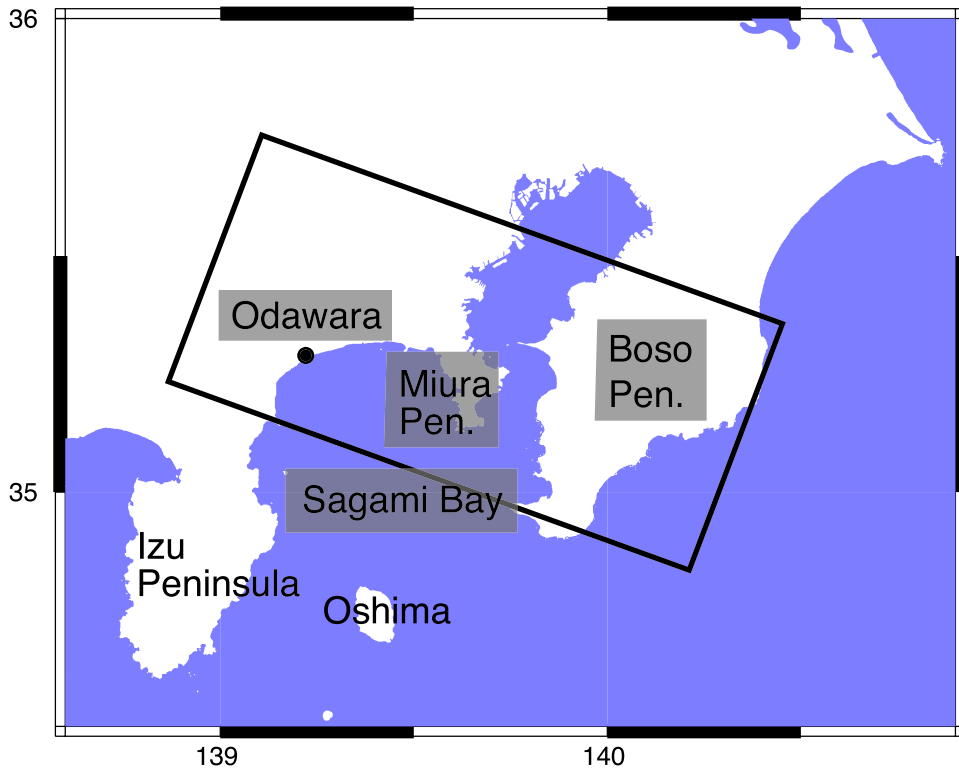 36
Odawara
Boso
Pen.
Miura
Pen.
35
Sagami Bay
Izu
Peninsula
Oshima
139
140